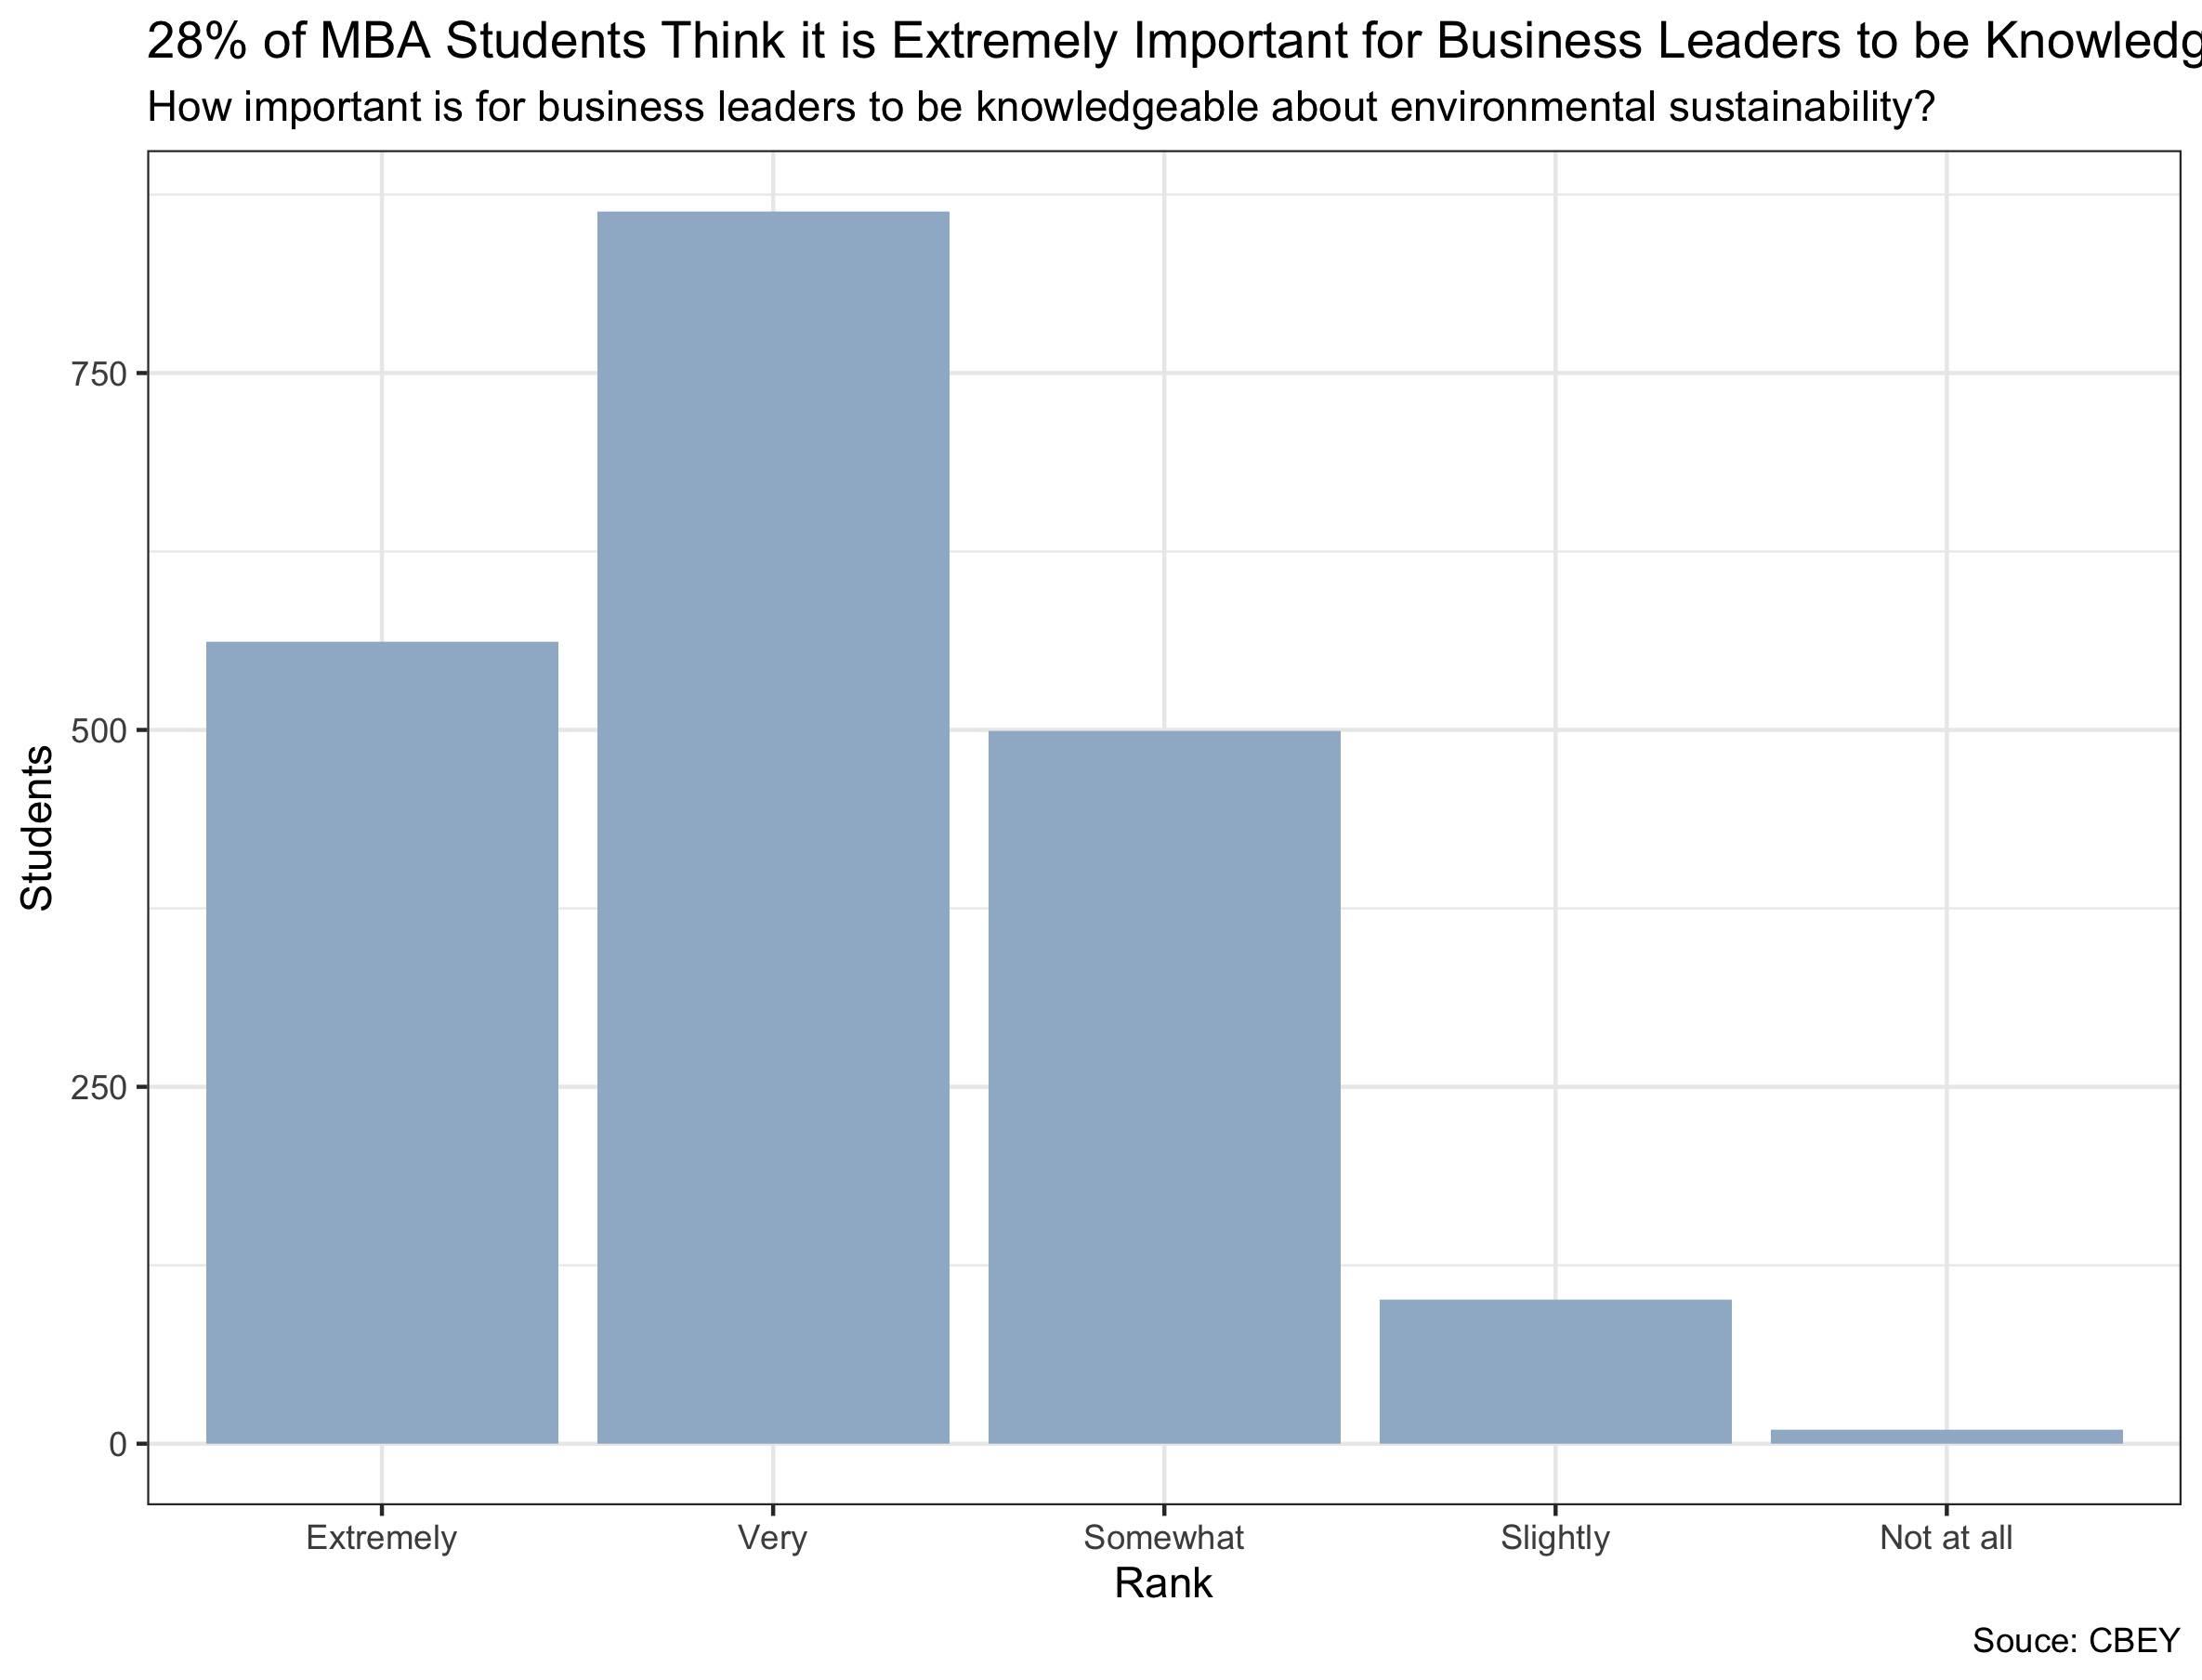 28% of MBA Students Think it is Extremely Important for Business Leaders to be Knowledg
How important is for business leaders to be knowledgeable about environmental sustainability?
750
500
250
0
Students
Extremely Very Somewhat Slightly Not at all
Rank
Souce: CBEY